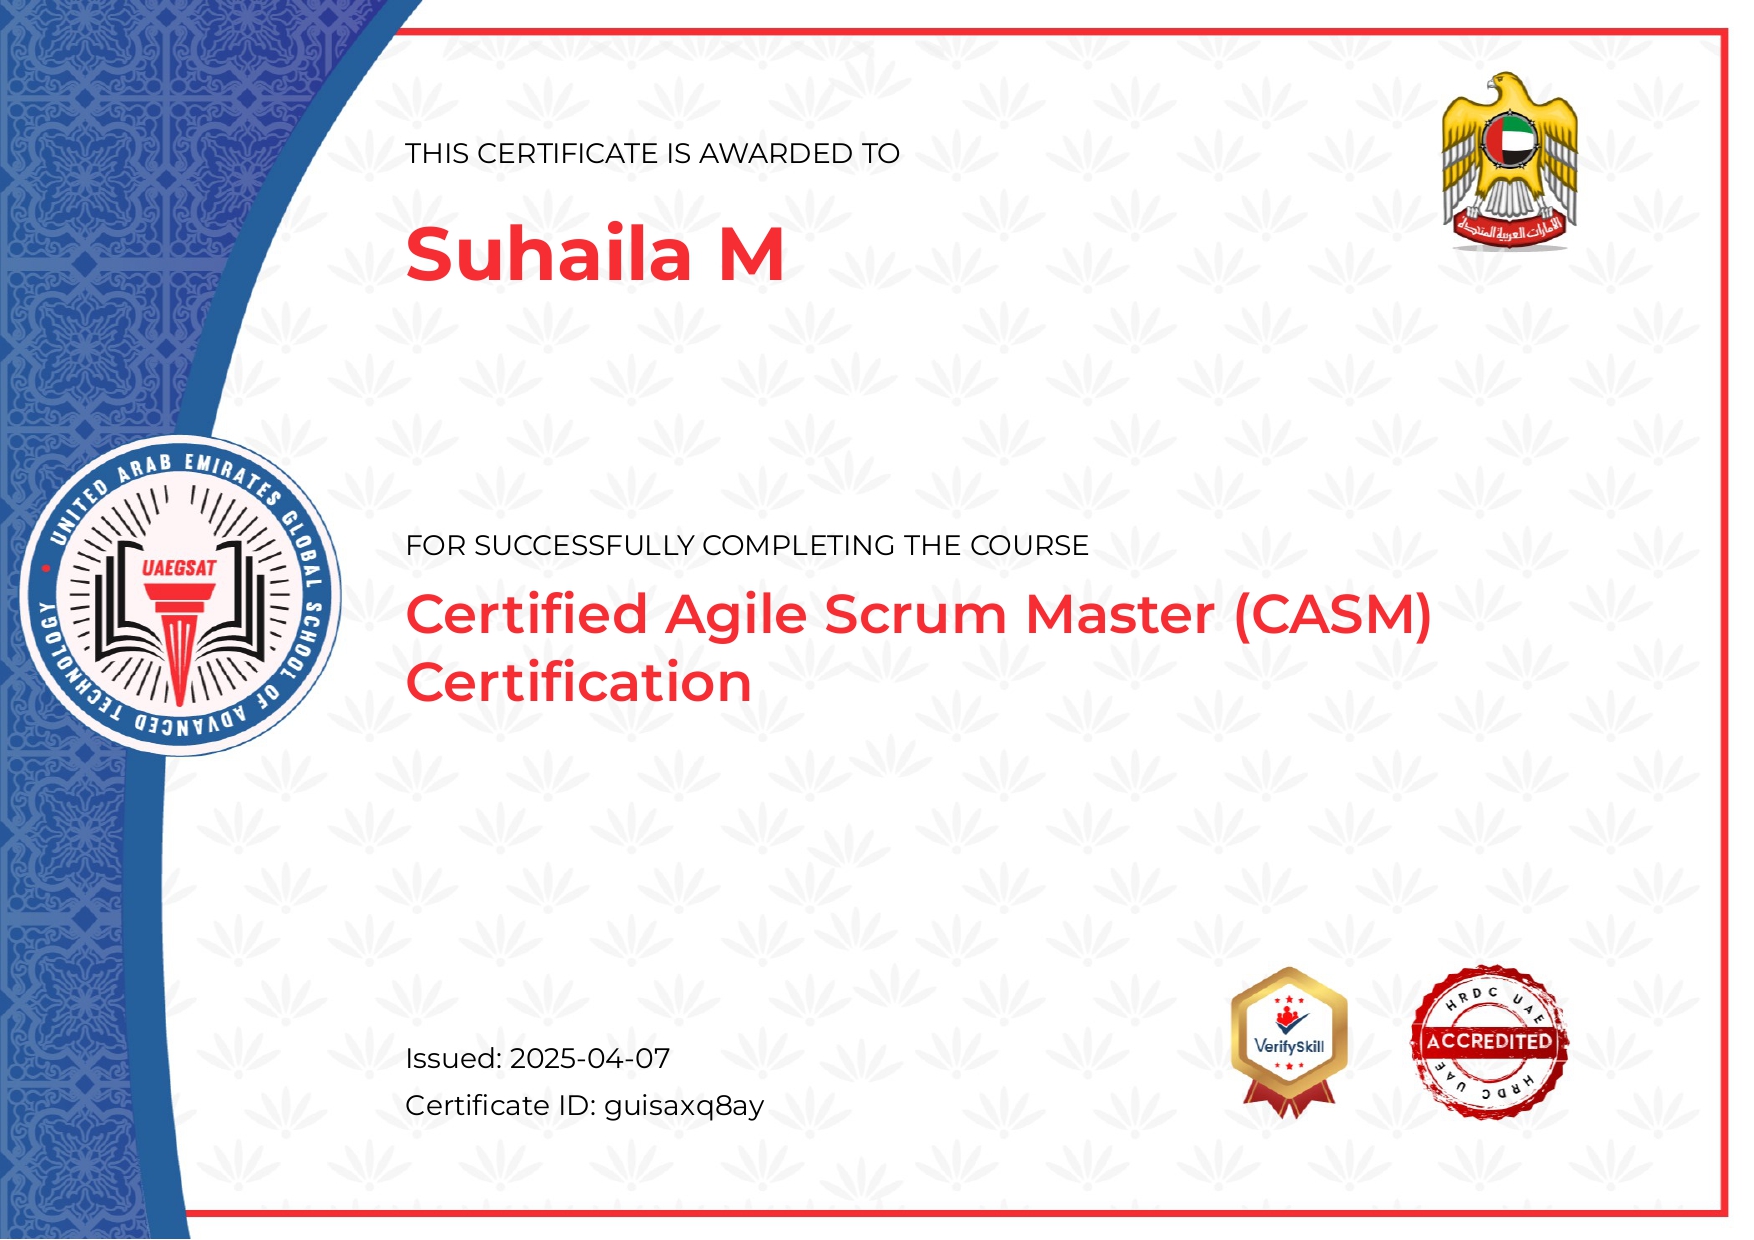 THIS CERTIFICATE IS AWARDED TO
Suhaila M
الامارات العربية المتحدة
UNITED ARAB EMIRATES GLOBAL SCHOOL OF ADVANCED TECHNOLOGY
UAEGSAT
FOR SUCCESSFULLY COMPLETING THE COURSE
Certified Agile Scrum Master (CASM)
Certification
VerifySkill
HRDC UAE
ACCREDITED
HRDC UAE
Issued: 2025-04-07
Certificate ID: guisaxq8ay